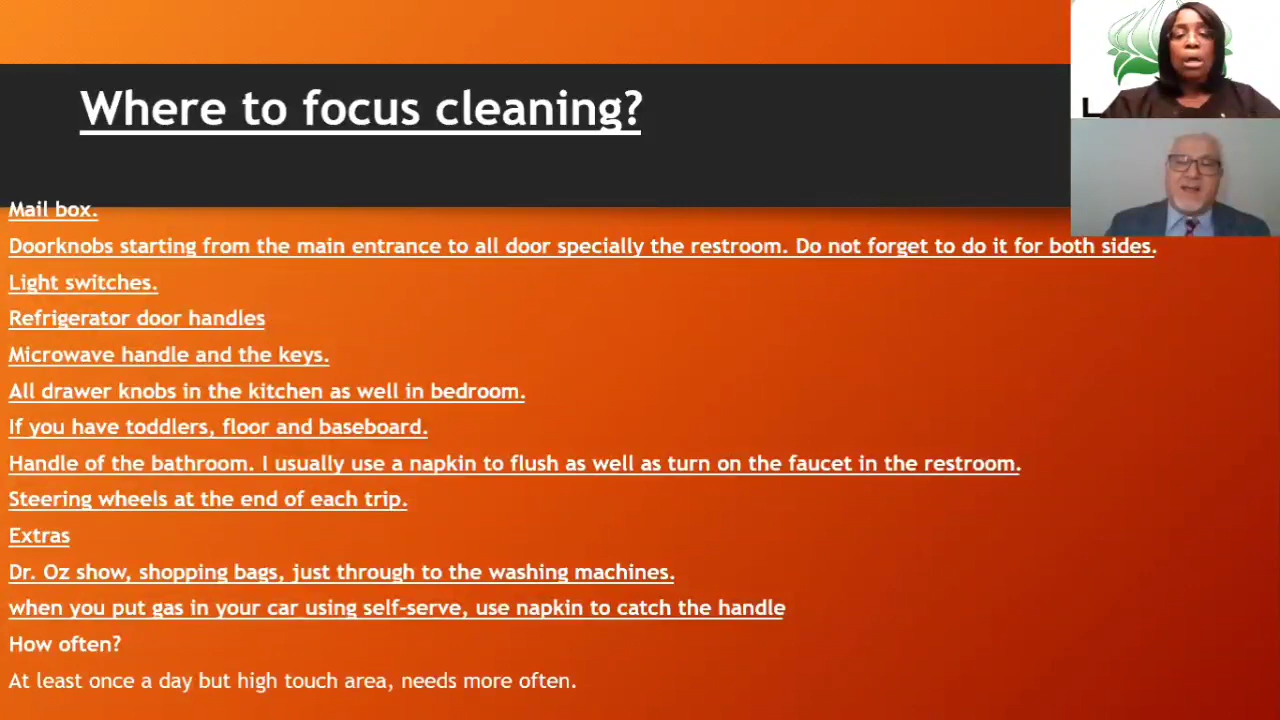 Where to focus cleaning?
Mail box.
Doorknobs starting from the main entrance to all door specially the restroom. Do not forget to do it for both sides.
Light switches.
Refrigerator door handles
Microwave handle and the keys.
All drawer knobs in the kitchen as well in bedroom.
If you have toddlers, floor and baseboard.
Handle of the bathroom. I usually use a napkin to flush as well as turn on the faucet in the restroom.
Steering wheels at the end of each trip.
Extras
Dr. Oz show, shopping bags, just through to the washing machines.
when you put gas in your car using self-serve, use napkin to catch the handle
How often?
At least once a day but high touch area, needs more often.